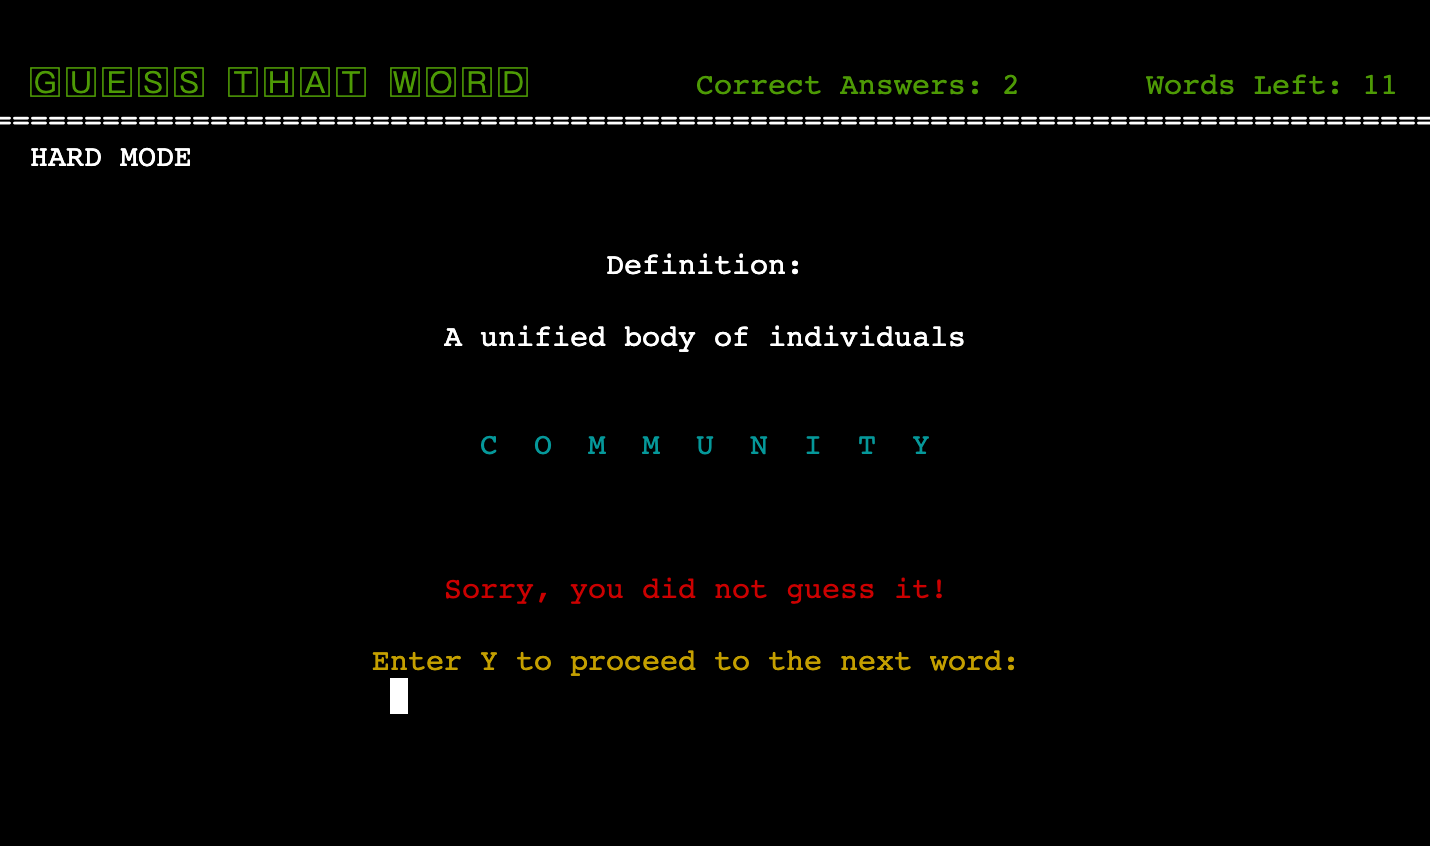 GUESS THAT WORD Correct Answers: 2 Words Left: 11
================================================================================
HARD MODE
Definition:
A unified body of individuals
C O M M U N I T Y
Sorry, you did not guess it!
Enter Y to proceed to the next word: